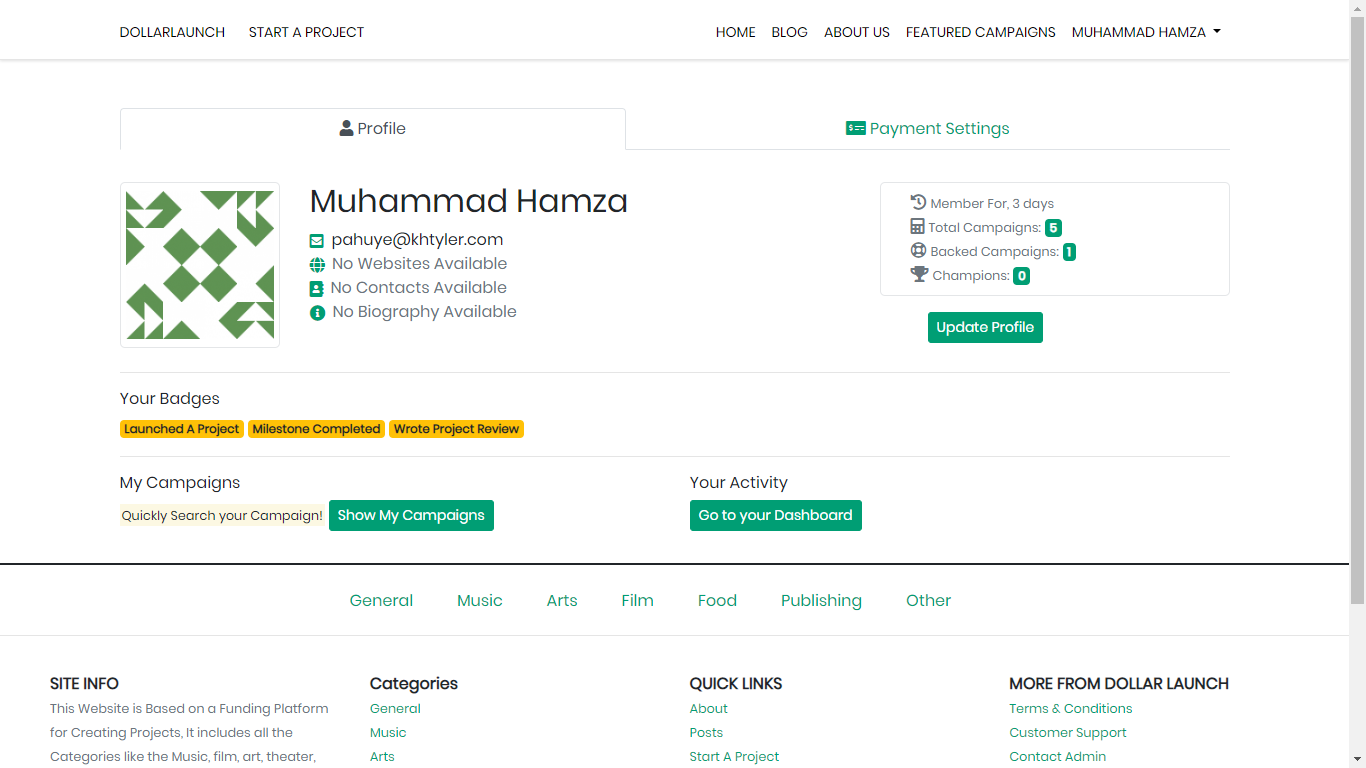 DOLLARLAUNCH START A PROJECT HOME BLOG ABOUT US FEATURED CAMPAIGNS MUHAMMAD HAMZA
Profile
Payment Settings
Muhammad Hamza
pahuye@khtyler.com
No Websites Available
No Contacts Available
No Biography Available
Member For, 3 days
Total Campaigns: 5
Backed Campaigns: 1
Champions: 0
Update Profile
Your Badges
Launched A Project Milestone Completed Wrote Project Review
My Campaigns
Quickly Search your Campaign! Show My Campaigns
Your Activity
Go to your Dashboard
General Music Arts Film Food Publishing Other
SITE INFO
This Website is Based on a Funding Platform
for Creating Projects, It includes all the
Categories like the Music, film, art, theater,
Categories
General
Music
Arts
QUICK LINKS
About
Posts
Start A Project
MORE FROM DOLLAR LAUNCH
Terms & Conditions
Customer Support
Contact Admin